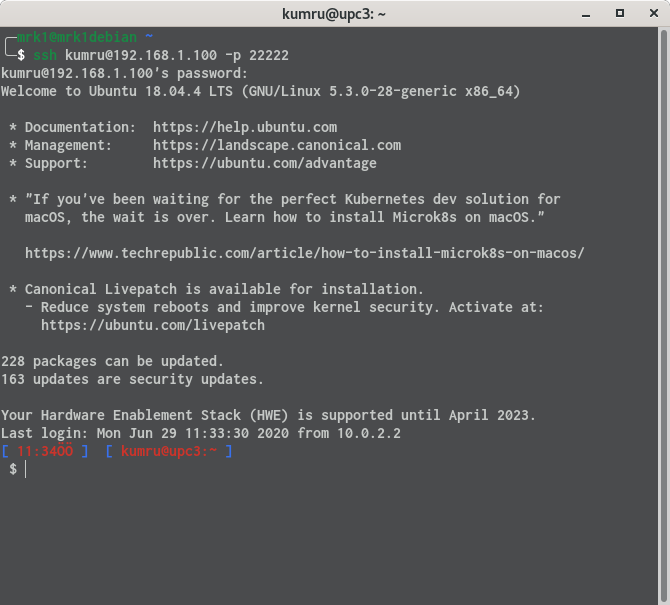 kumru@upc3: ~
mrk1@mrk1debian ~
$ ssh kumru@192.168.1.100 -p 22222
kumru@192.168.1.100's password:
Welcome to Ubuntu 18.04.4 LTS (GNU/Linux 5.3.0-28-generic x86_64)
* Documentation:  https://help.ubuntu.com
* Management:     https://landscape.canonical.com
* Support:        https://ubuntu.com/advantage
* "If you've been waiting for the perfect Kubernetes dev solution for
macOS, the wait is over. Learn how to install Microk8s on macOS."
https://www.techrepublic.com/article/how-to-install-microk8s-on-macos/
* Canonical Livepatch is available for installation.
- Reduce system reboots and improve kernel security. Activate at:
https://ubuntu.com/livepatch
228 packages can be updated.
163 updates are security updates.
Your Hardware Enablement Stack (HWE) is supported until April 2023.
Last login: Mon Jun 29 11:33:30 2020 from 10.0.2.2
[ 11:34ÖÖ ]  [ kumru@upc3:~ ]
$